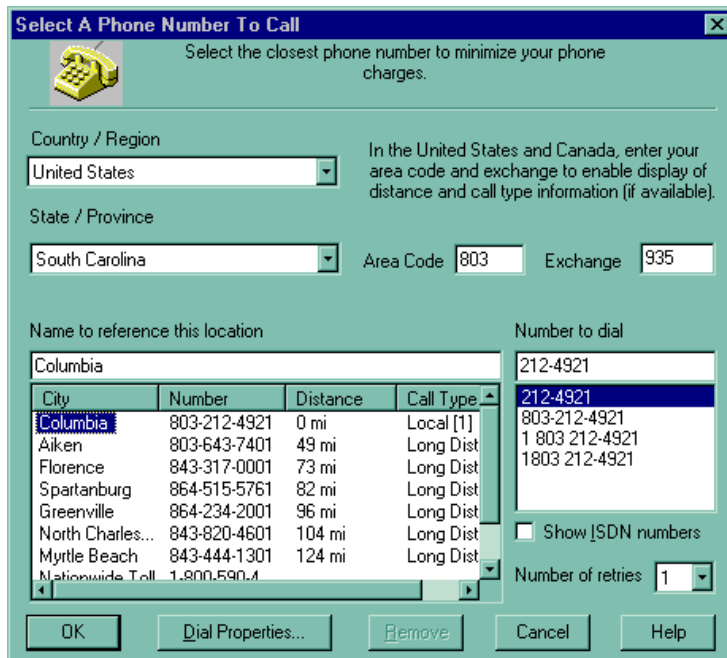 Select A Phone Number To Call
Select the closest phone number to minimize your phone
charges.
Country / Region
United States
In the United States and Canada, enter your
area code and exchange to enable display of
distance and call type information (if available).
State / Province
South Carolina
Area Code 803 Exchange 935
Name to reference this location
Columbia
City Number Distance Call Type
Columbia 803-212-4921 0 mi Local [1]
Aiken 803-643-7401 49 mi Long Dist
Florence 843-317-0001 73 mi Long Dist
Spartanburg 864-515-5761 82 mi Long Dist
Greenville 864-234-2001 96 mi Long Dist
North Charles... 843-820-4601 104 mi Long Dist
Myrtle Beach 843-444-1301 124 mi Long Dist
Nationwide Toll 1-800-590-4
Number to dial
212-4921
212-4921
803-212-4921
1 803 212-4921
1803 212-4921
Show ISDN numbers
Number of retries 1
OK Dial Properties... Remove Cancel Help